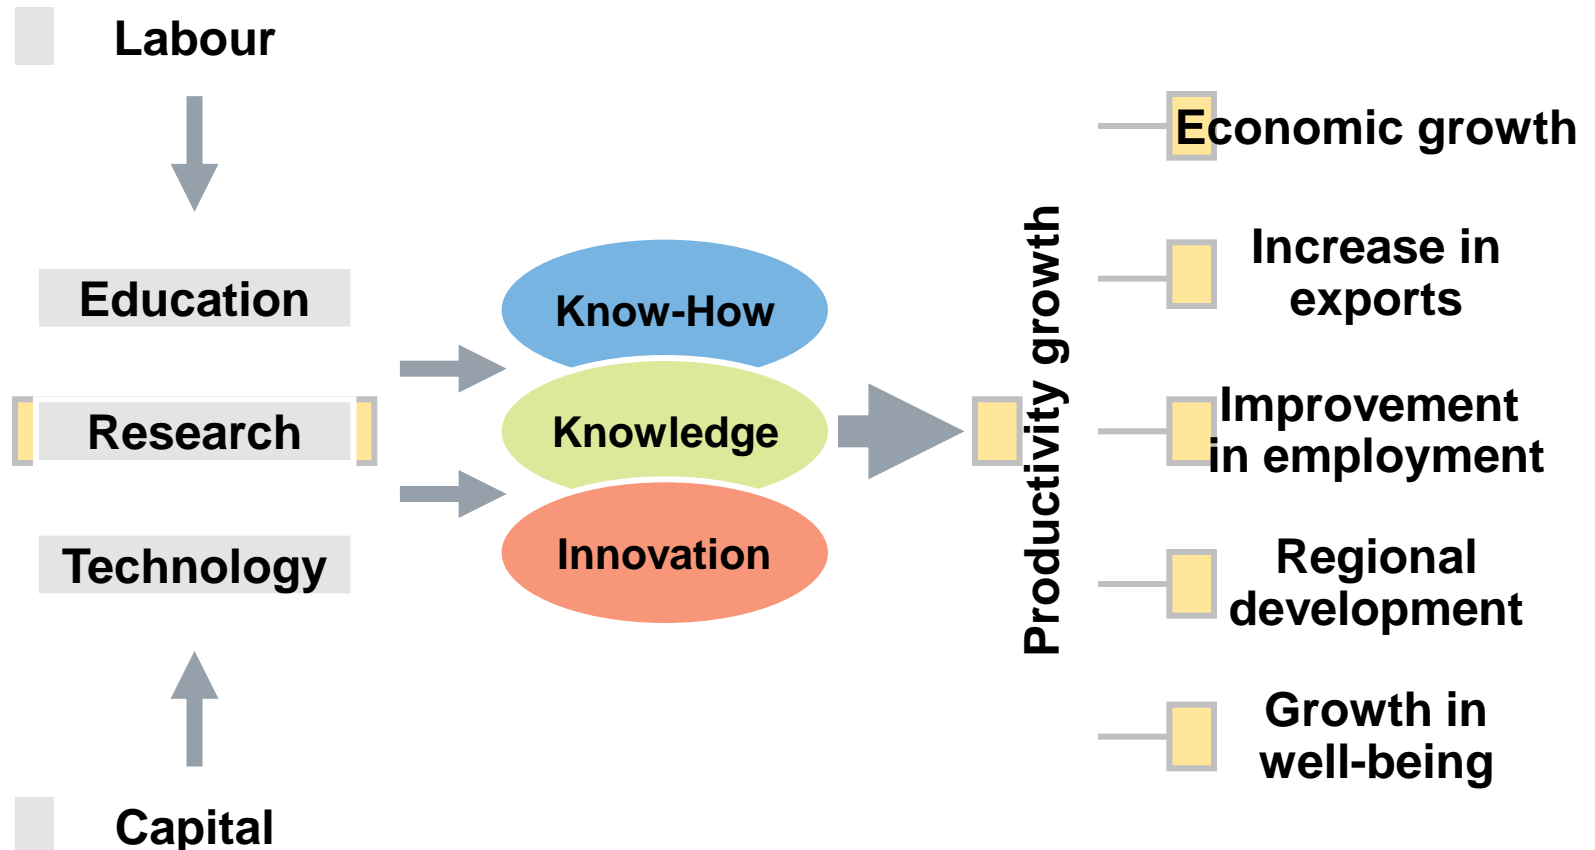 Labour
Education
Research
Technology
Capital
Know-How
Knowledge
Innovation
Productivity growth
Economic growth
Increase in
exports
Improvement
in employment
Regional
development
Growth in
well-being